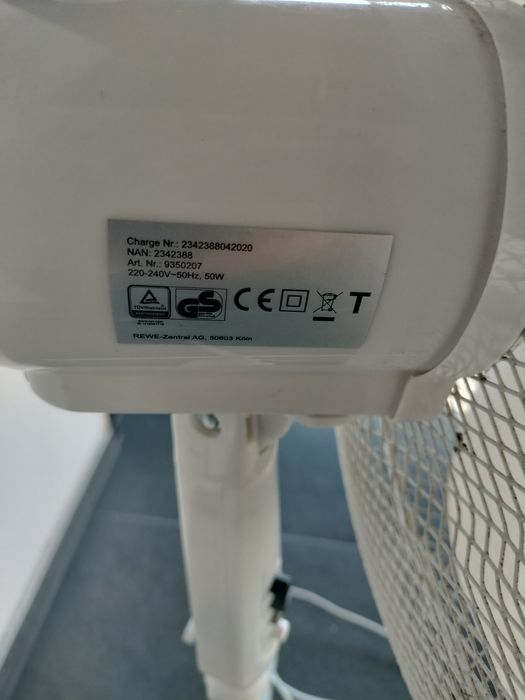 Charge Nr.: 2342388042020
NAN: 2342388
Art. Nr.: 9350207
220-240V~50Hz, 50W
TÜVRheinland
GS CE T
REWE-Zentral AG, 50603 Köln